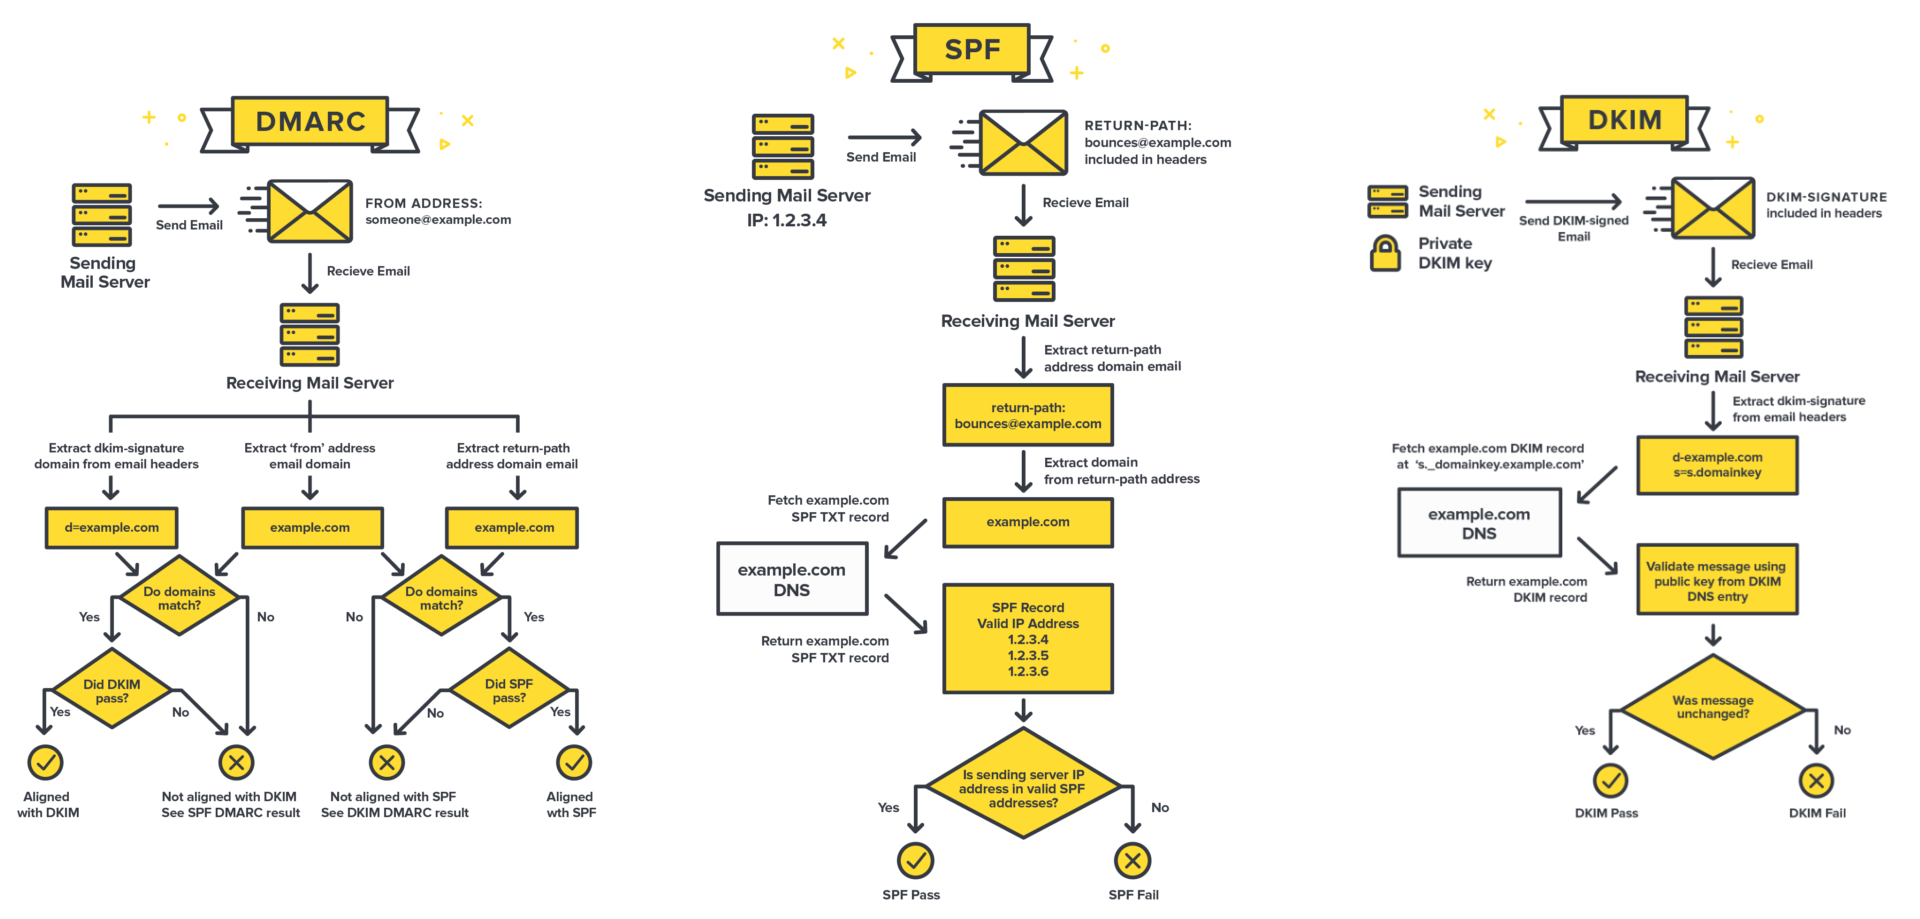 DMARC
Sending
Mail Server
Send Email
FROM ADDRESS:
someone@example.com
Recieve Email
Receiving Mail Server
Extract dkim-signature
domain from email headers
Extract ‘from’ address
email domain
Extract return-path
address domain email
d=example.com
example.com
example.com
Do domains
match?
Do domains
match?
Yes
No
No
Yes
Did DKIM
pass?
Did SPF
pass?
Yes
No
No
Yes
Aligned
with DKIM
Not aligned with DKIM
See SPF DMARC result
Not aligned with SPF
See DKIM DMARC result
Aligned
wth SPF
SPF
Sending Mail Server
IP: 1.2.3.4
Send Email
RETURN-PATH:
bounces@example.com
included in headers
Recieve Email
Receiving Mail Server
Extract return-path
address domain email
return-path:
bounces@example.com
Extract domain
from return-path address
Fetch example.com
SPF TXT record
example.com
example.com
DNS
Return example.com
SPF TXT record
SPF Record
Valid IP Address
1.2.3.4
1.2.3.5
1.2.3.6
Is sending server IP
address in valid SPF
addresses?
Yes
No
SPF Pass
SPF Fail
DKIM
Sending
Mail Server
Private
DKIM key
Send DKIM-signed
Email
DKIM-SIGNATURE
included in headers
Recieve Email
Receiving Mail Server
Extract dkim-signature
from email headers
Fetch example.com DKIM record
at ‘s._domainkey.example.com’
d-example.com
s=s.domainkey
example.com
DNS
Return example.com
DKIM record
Validate message using
public key from DKIM
DNS entry
Was message
unchanged?
Yes
No
DKIM Pass
DKIM Fail